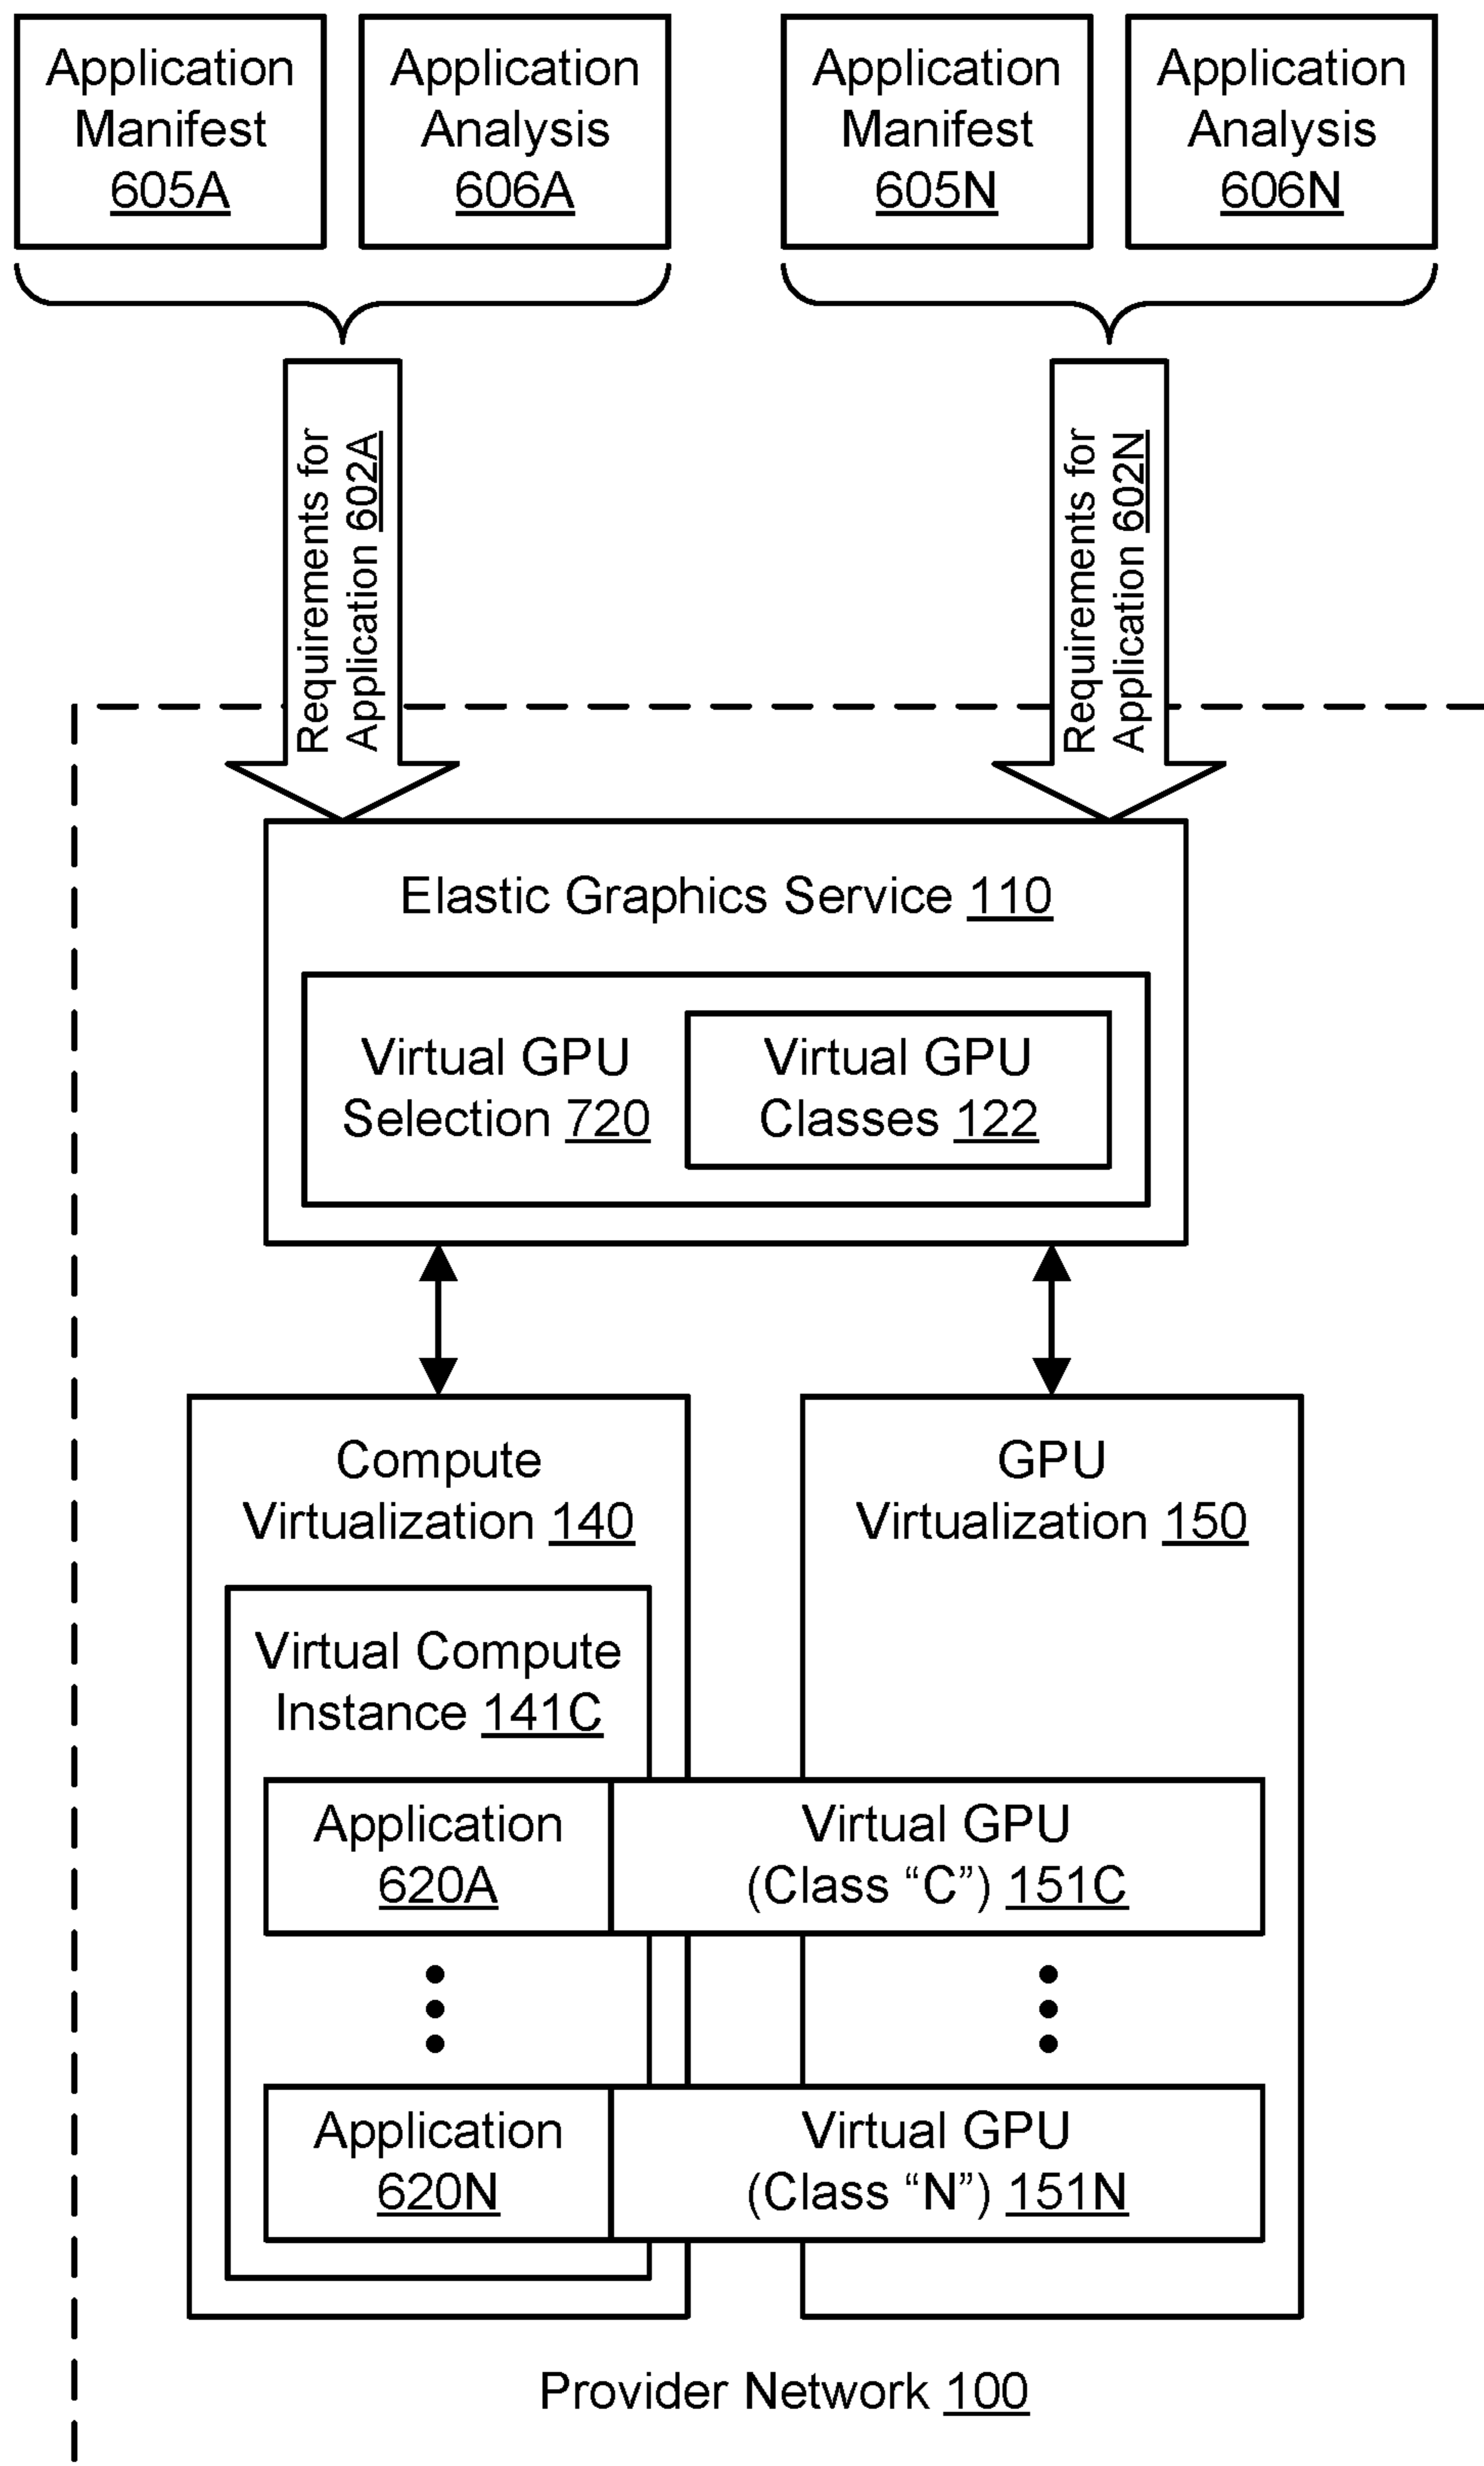 Application
Manifest
605A
Application
Analysis
606A
Application
Manifest
605N
Application
Analysis
606N
Requirements for
Application 602A
Requirements for
Application 602N
Elastic Graphics Service 110
Virtual GPU
Selection 720
Virtual GPU
Classes 122
Compute
Virtualization 140
GPU
Virtualization 150
Virtual Compute
Instance 141C
Application
620A
Virtual GPU
(Class “C”) 151C
Application
620N
Virtual GPU
(Class “N”) 151N
Provider Network 100